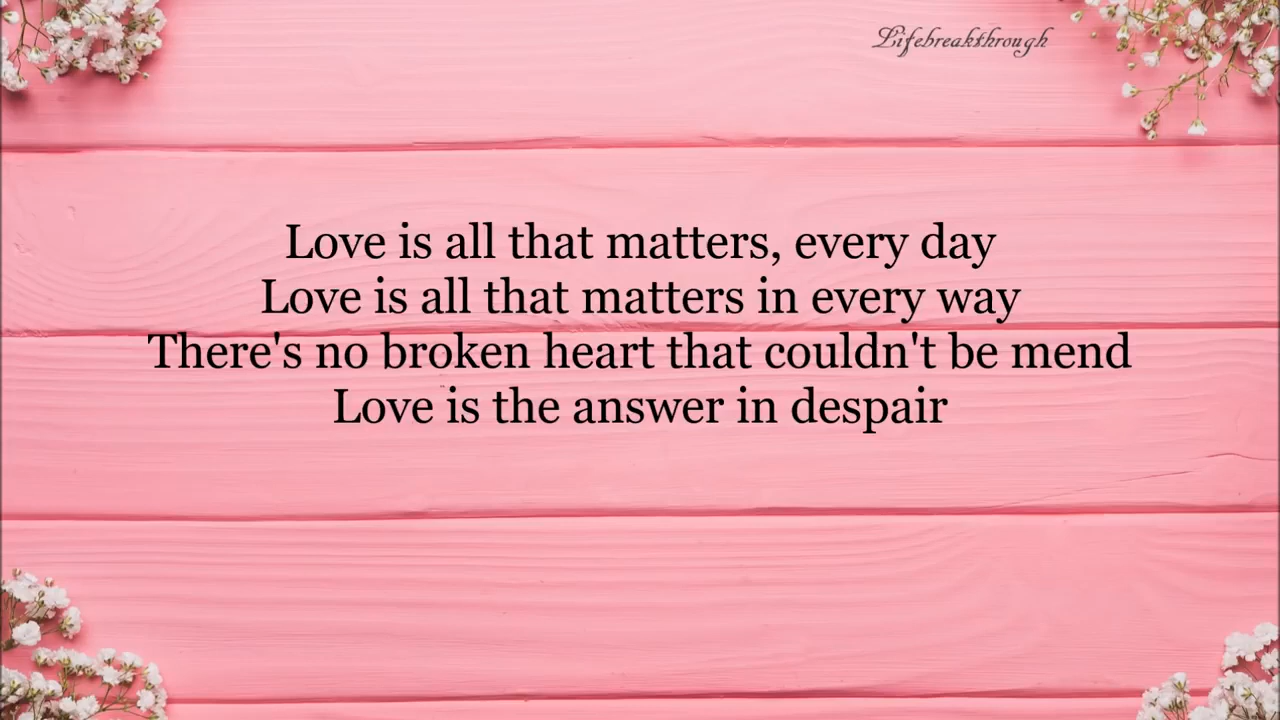 Lifebreakthrough
Love is all that matters, every day
Love is all that matters in every way
There's no broken heart that couldn't be mend
Love is the answer in despair